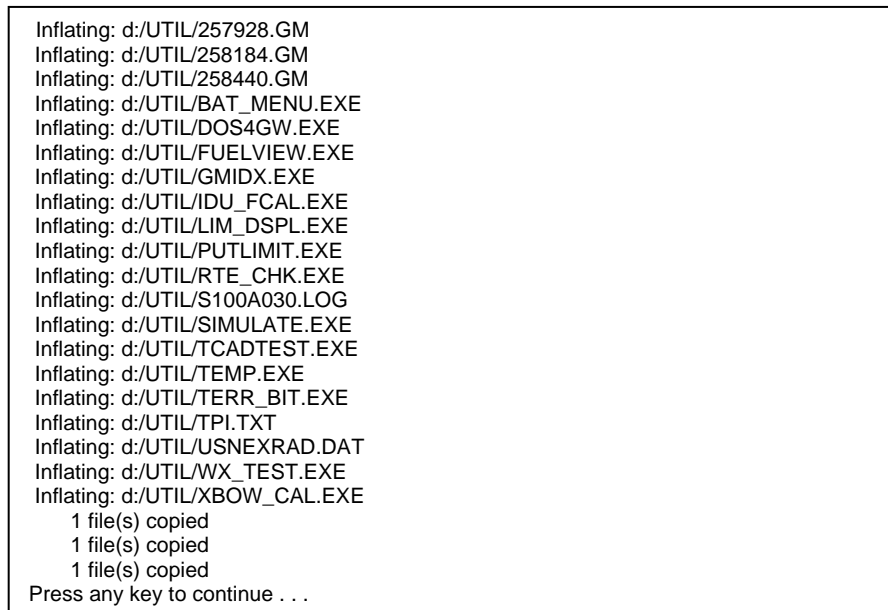 Inflating: d:/UTIL/257928.GM
Inflating: d:/UTIL/258184.GM
Inflating: d:/UTIL/258440.GM
Inflating: d:/UTIL/BAT_MENU.EXE
Inflating: d:/UTIL/DOS4GW.EXE
Inflating: d:/UTIL/FUELVIEW.EXE
Inflating: d:/UTIL/GMIDX.EXE
Inflating: d:/UTIL/IDU_FCAL.EXE
Inflating: d:/UTIL/LIM_DSPL.EXE
Inflating: d:/UTIL/PUTLIMIT.EXE
Inflating: d:/UTIL/RTE_CHK.EXE
Inflating: d:/UTIL/S100A030.LOG
Inflating: d:/UTIL/SIMULATE.EXE
Inflating: d:/UTIL/TCADTEST.EXE
Inflating: d:/UTIL/TEMP.EXE
Inflating: d:/UTIL/TERR_BIT.EXE
Inflating: d:/UTIL/TPI.TXT
Inflating: d:/UTIL/USNEXRAD.DAT
Inflating: d:/UTIL/WX_TEST.EXE
Inflating: d:/UTIL/XBOW_CAL.EXE
1 file(s) copied
1 file(s) copied
1 file(s) copied
Press any key to continue . . .